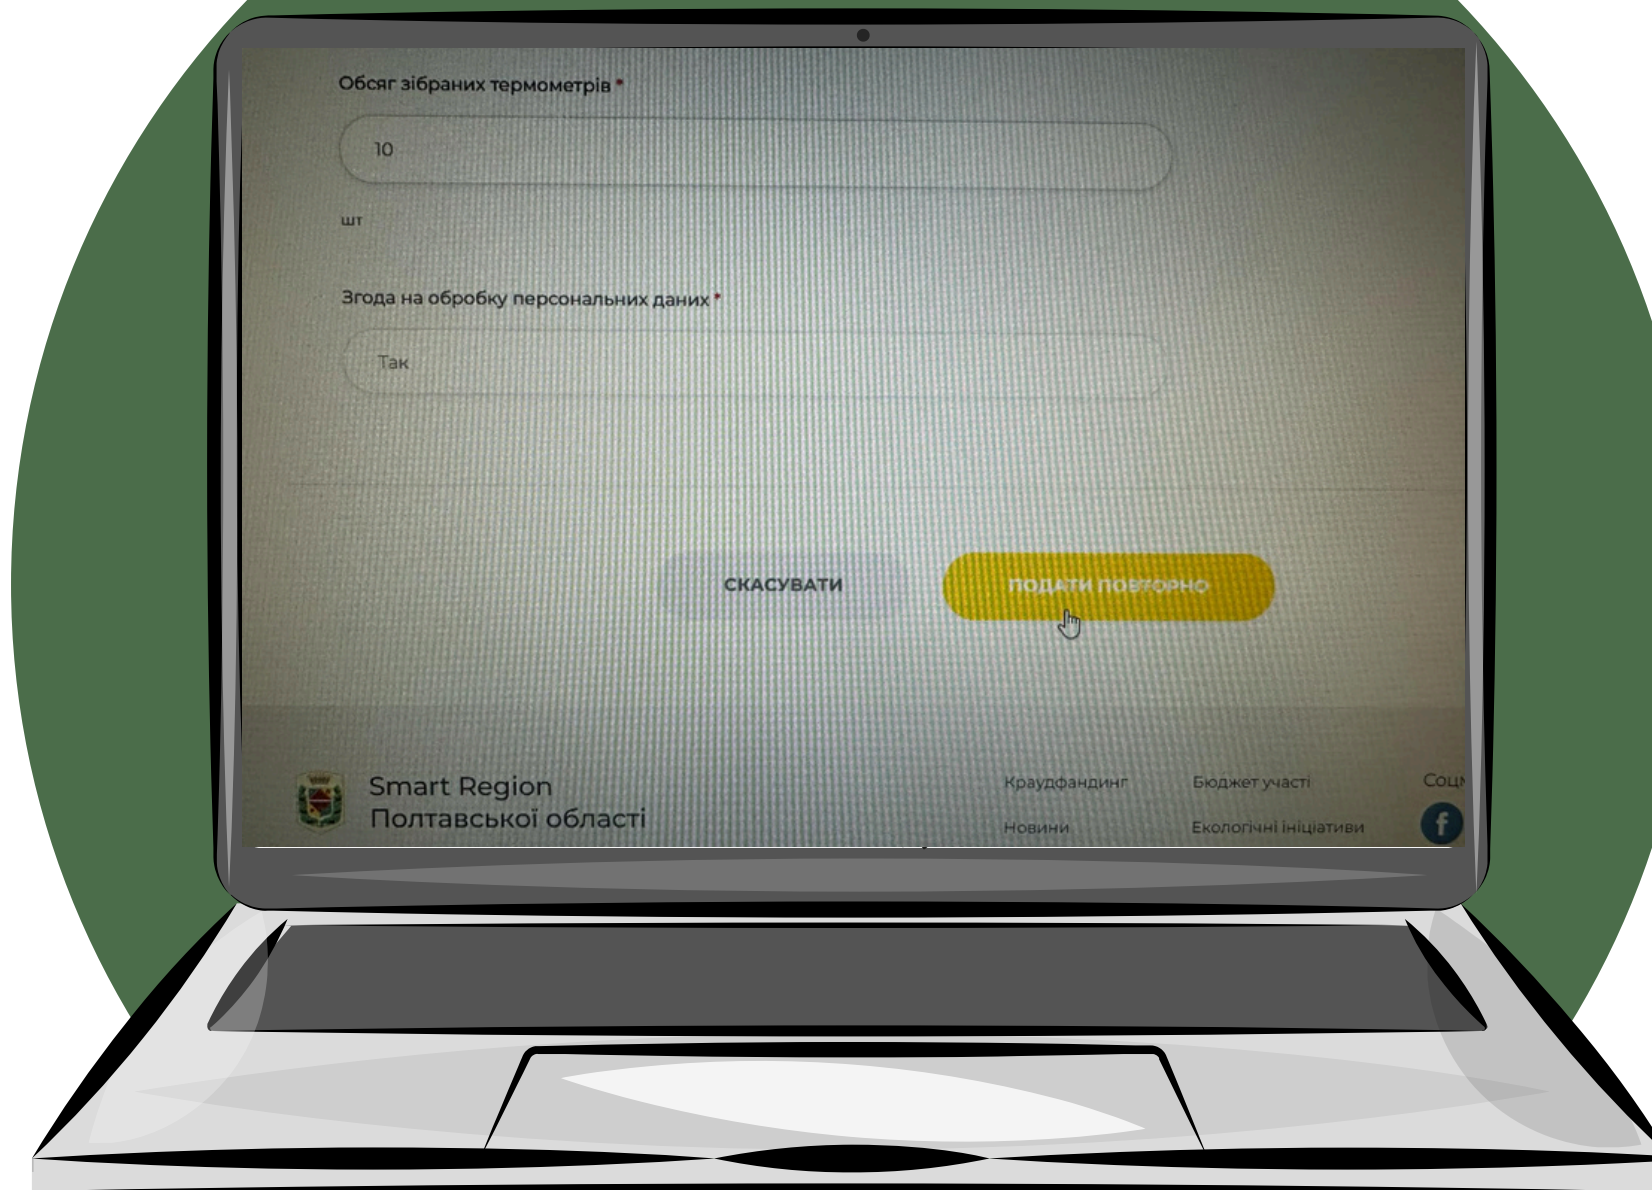 Обсяг зібраних термометрів *
10
шт
Згода на обробку персональних даних *
Так
СКАСУВАТИ
ПОДАТИ ПОВТОРНО
Smart Region
Полтавської області
Краудфандинг
Бюджет участі
Новини
Екологічні ініціативи
f